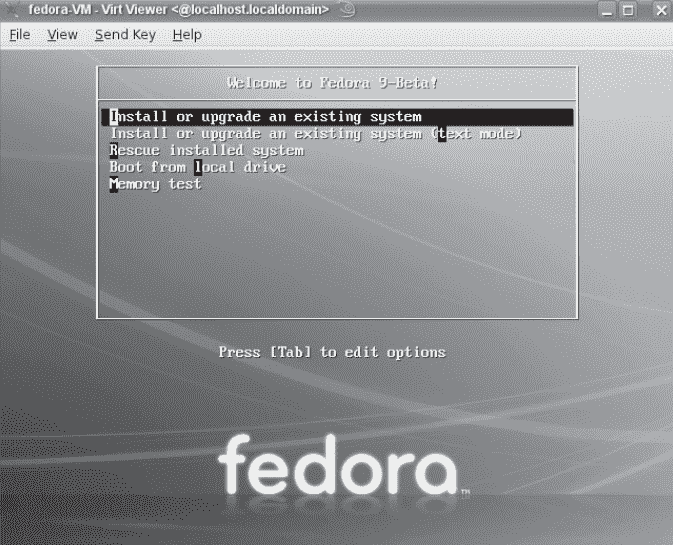 fedora-VM - Virt Viewer <@localhost.localdomain>
File View Send Key Help
Welcome to Fedora 9-Beta!
Install or upgrade an existing system
Install or upgrade an existing system (text mode)
Rescue installed system
Boot from local drive
Memory test
Press [Tab] to edit options
fedora™